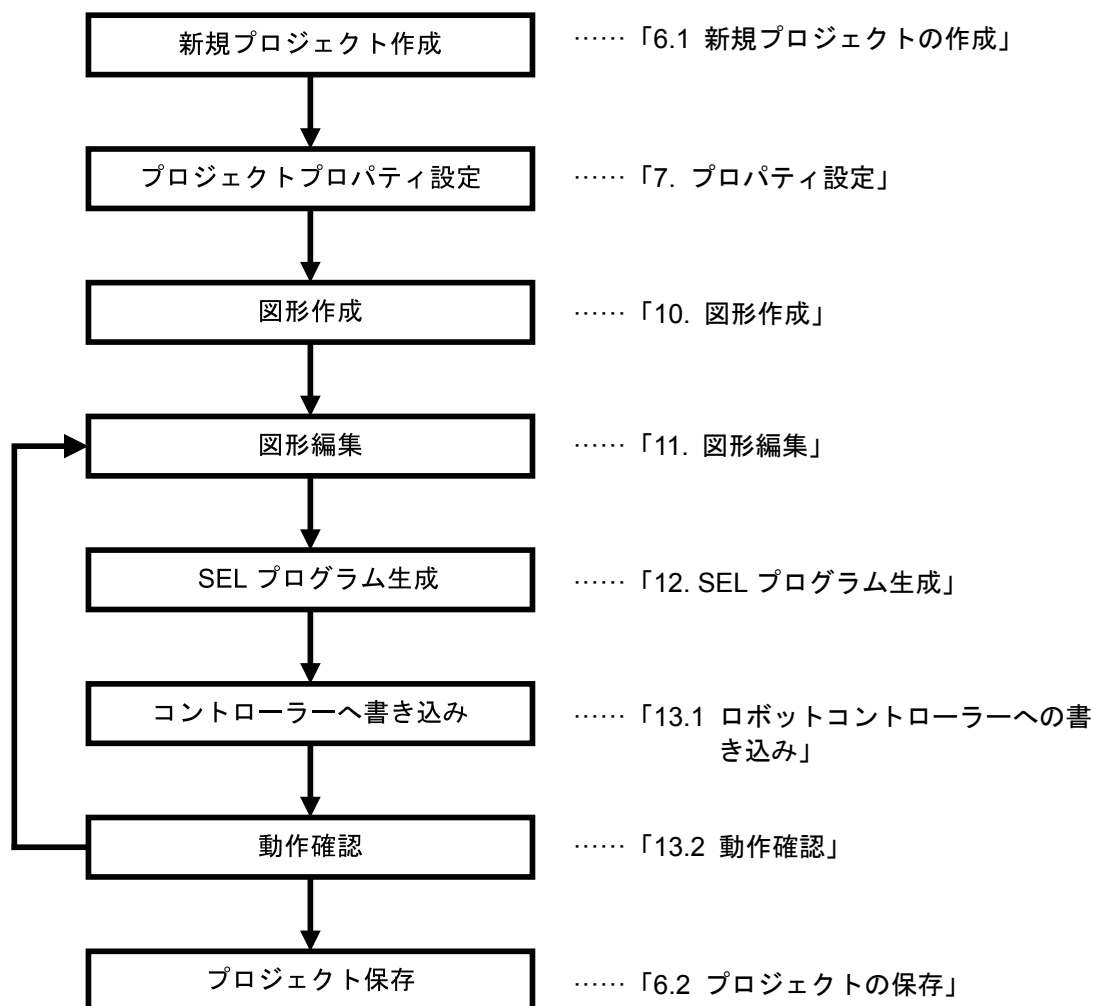 新規プロジェクト作成 ……「6.1 新規プロジェクトの作成」
プロジェクトプロパティ設定 ……「7. プロパティ設定」
図形作成 ……「10. 図形作成」
図形編集 ……「11. 図形編集」
SEL プログラム生成 ……「12. SEL プログラム生成」
コントローラーへ書き込み ……「13.1 ロボットコントローラーへの書
き込み」
動作確認 ……「13.2 動作確認」
プロジェクト保存 ……「6.2 プロジェクトの保存」